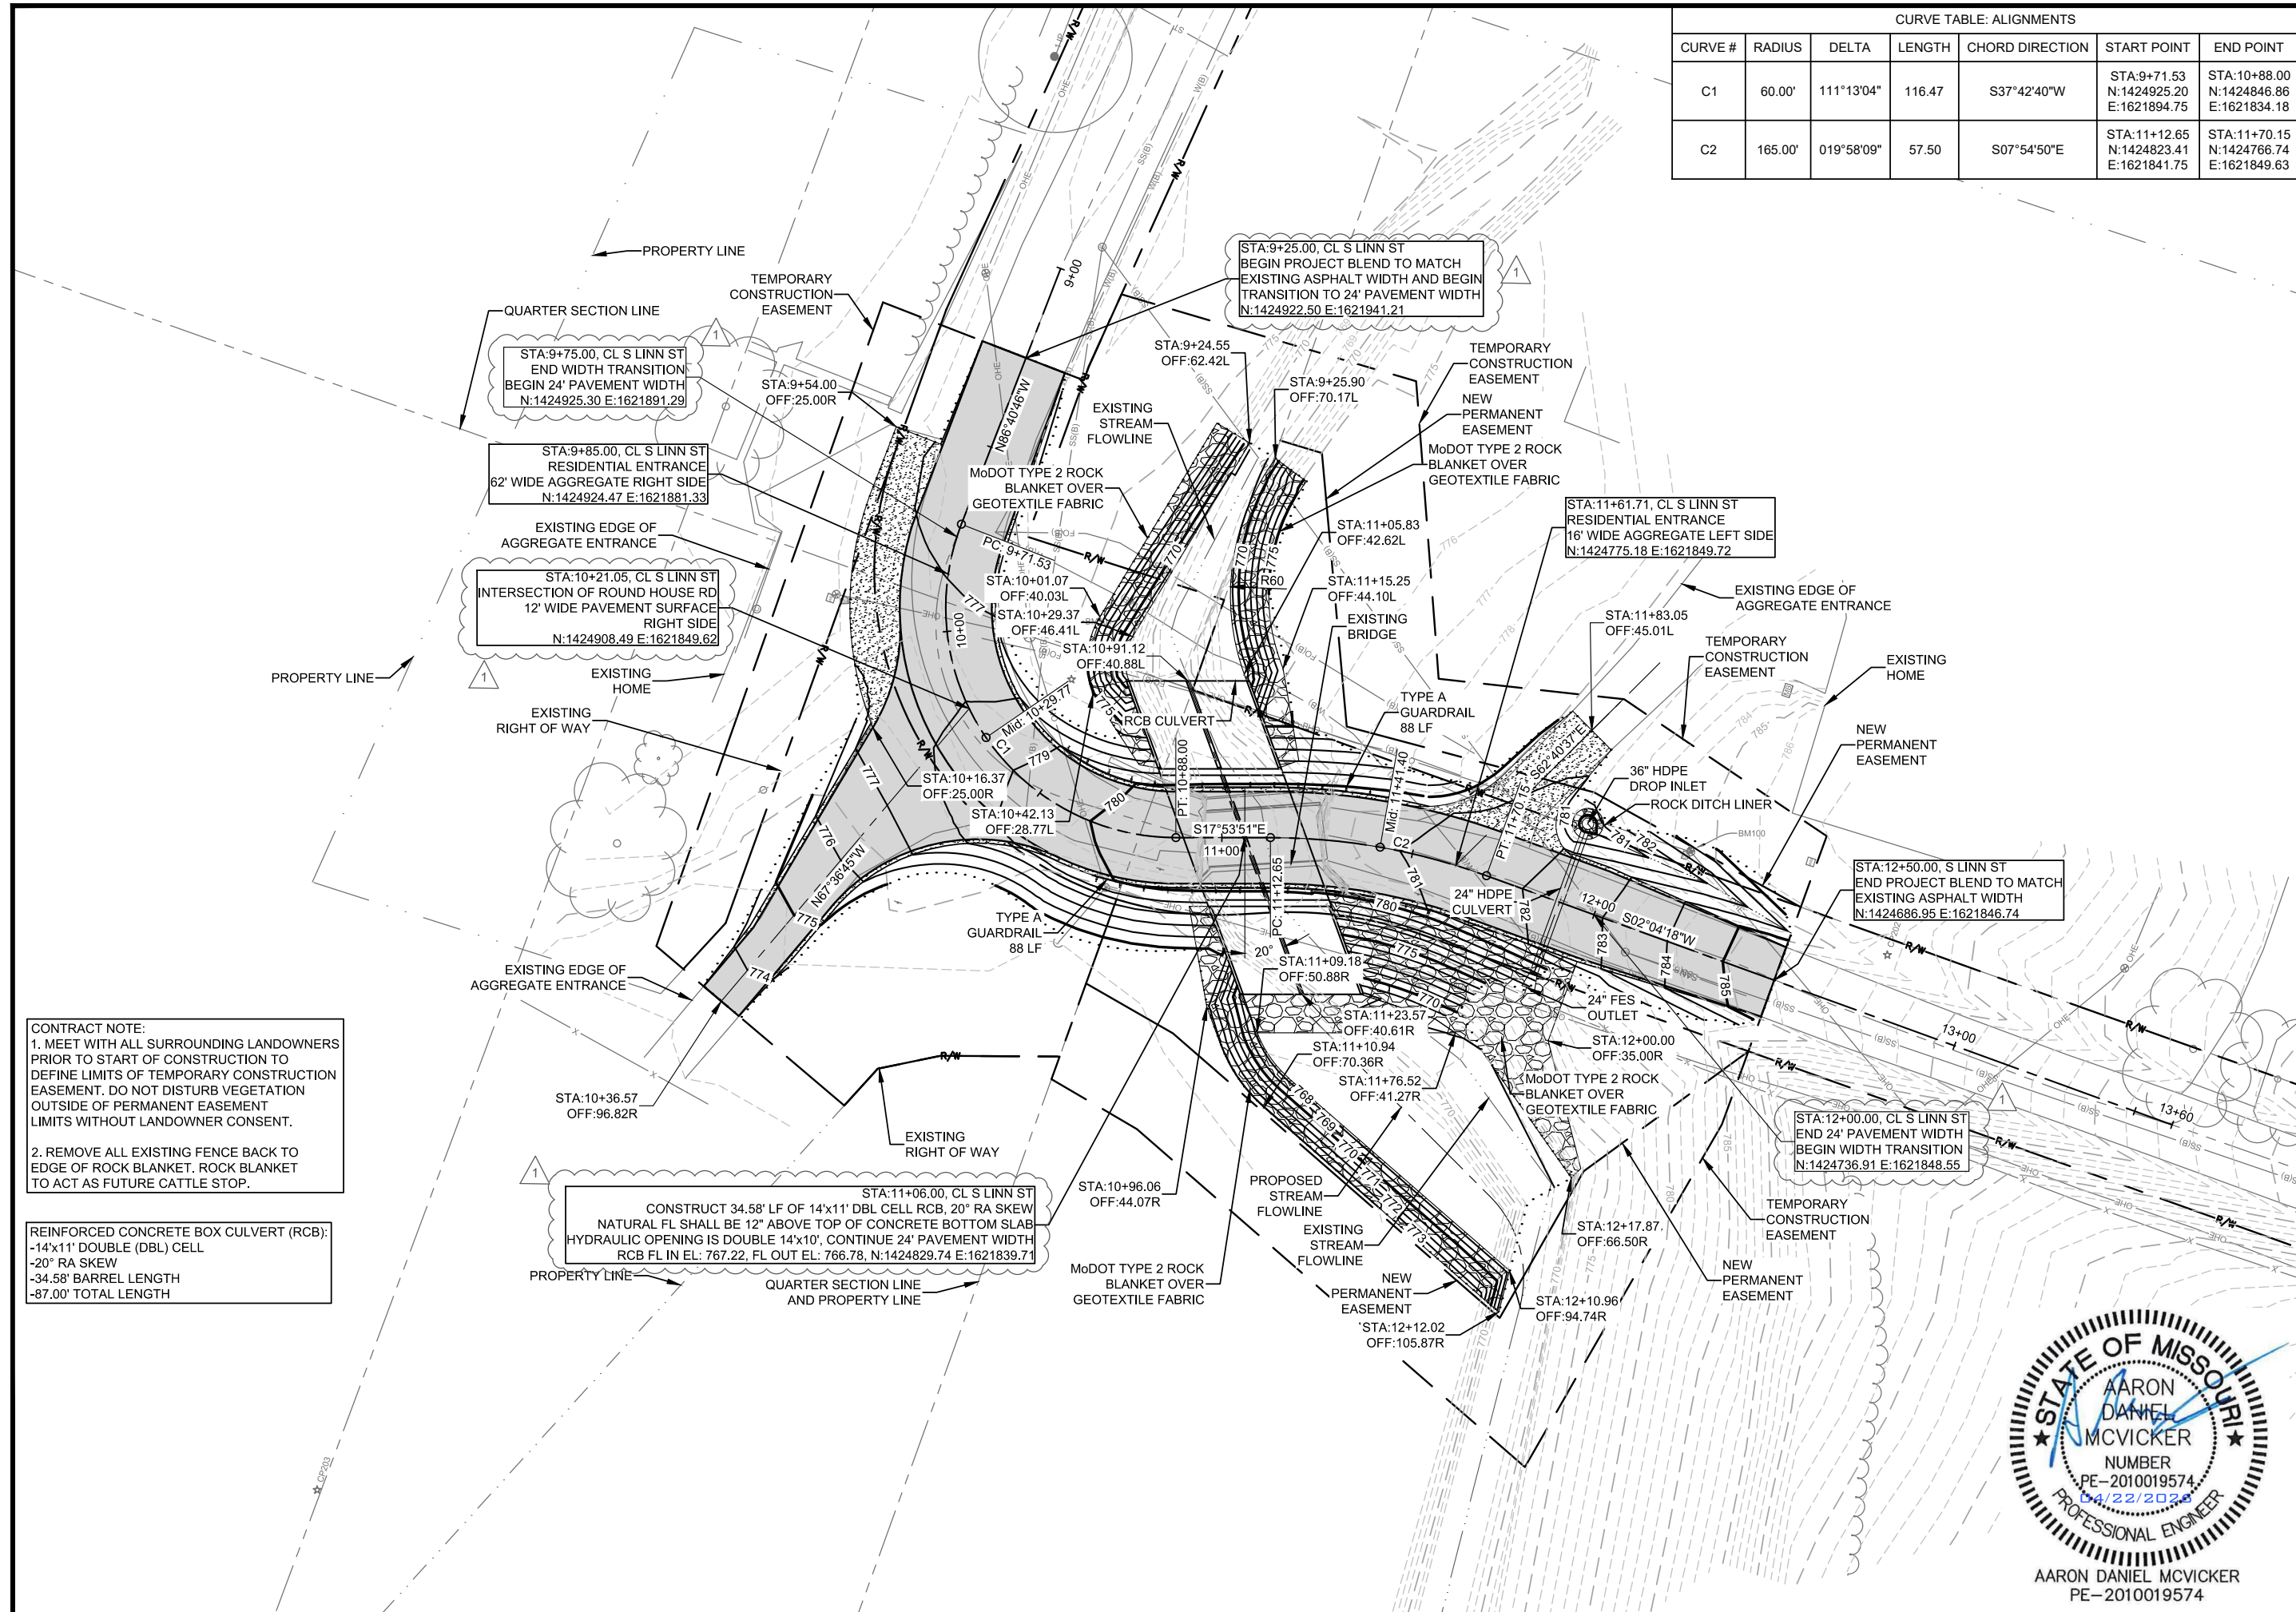 CURVE TABLE: ALIGNMENTS
CURVE # RADIUS DELTA LENGTH CHORD DIRECTION START POINT END POINT
C1 60.00' 111°13'04" 116.47 S37°42'40"W
STA:9+71.53
N:1424925.20
E:1621894.75
STA:10+88.00
N:1424846.86
E:1621834.18
C2 165.00' 019°58'09" 57.50 S07°54'50"E
STA:11+12.65
N:1424823.41
E:1621841.75
STA:11+70.15
N:1424766.74
E:1621849.63
PROPERTY LINE
TEMPORARY
CONSTRUCTION
EASEMENT
QUARTER SECTION LINE
STA:9+75.00, CL S LINN ST
END WIDTH TRANSITION
BEGIN 24' PAVEMENT WIDTH
N:1424925.30 E:1621891.29
1
STA:9+54.00
OFF:25.00R
STA:9+85.00, CL S LINN ST
RESIDENTIAL ENTRANCE
62' WIDE AGGREGATE RIGHT SIDE
N:1424924.47 E:1621881.33
EXISTING EDGE OF
AGGREGATE ENTRANCE
STA:10+21.05, CL S LINN ST
INTERSECTION OF ROUND HOUSE RD
12' WIDE PAVEMENT SURFACE
RIGHT SIDE
N:1424908.49 E:1621849.62
1
PROPERTY LINE
EXISTING
HOME
EXISTING
RIGHT OF WAY
9+00
STA:9+25.00, CL S LINN ST
BEGIN PROJECT BLEND TO MATCH
EXISTING ASPHALT WIDTH AND BEGIN
TRANSITION TO 24' PAVEMENT WIDTH
N:1424922.50 E:1621941.21
1
STA:9+24.55
OFF:62.42L
STA:9+25.90
OFF:70.17L
TEMPORARY
CONSTRUCTION
EASEMENT
NEW
PERMANENT
EASEMENT
MoDOT TYPE 2 ROCK
BLANKET OVER
GEOTEXTILE FABRIC
EXISTING
STREAM
FLOWLINE
N86°40'46"W
MoDOT TYPE 2 ROCK
BLANKET OVER
GEOTEXTILE FABRIC
PC: 9+71.53
STA:10+01.07
OFF:40.03L
STA:10+29.37
OFF:46.41L
STA:10+91.12
OFF:40.88L
STA:11+05.83
OFF:42.62L
R60
STA:11+15.25
OFF:44.10L
EXISTING
BRIDGE
STA:11+61.71, CL S LINN ST
RESIDENTIAL ENTRANCE
16' WIDE AGGREGATE LEFT SIDE
N:1424775.18 E:1621849.72
EXISTING EDGE OF
AGGREGATE ENTRANCE
STA:11+83.05
OFF:45.01L
TEMPORARY
CONSTRUCTION
EASEMENT
EXISTING
HOME
NEW
PERMANENT
EASEMENT
RCB CULVERT
TYPE A
GUARDRAIL
88 LF
36" HDPE
DROP INLET
ROCK DITCH LINER
BM100
10+00
Mid: 10+29.77
C1
777
779
780
STA:10+16.37
OFF:25.00R
STA:10+42.13
OFF:28.77L
PT: 10+88.00
S17°53'51"E
11+00
PC: 11+12.65
Mid: 11+41.40
C2
PT: 11+70.15
S62°40'37"E
781
24" HDPE
CULVERT
782
12+00
S02°04'18"W
783
784
785
STA:12+50.00, S LINN ST
END PROJECT BLEND TO MATCH
EXISTING ASPHALT WIDTH
N:1424686.95 E:1621846.74
CP202
777
776
N67°36'45"W
775
774
TYPE A
GUARDRAIL
88 LF
20°
STA:11+09.18
OFF:50.88R
STA:11+23.57
OFF:40.61R
STA:11+10.94
OFF:70.36R
STA:11+76.52
OFF:41.27R
24" FES
OUTLET
STA:12+00.00
OFF:35.00R
MoDOT TYPE 2 ROCK
BLANKET OVER
GEOTEXTILE FABRIC
13+00
13+60
STA:12+00.00, CL S LINN ST
END 24' PAVEMENT WIDTH
BEGIN WIDTH TRANSITION
N:1424736.91 E:1621848.55
1
EXISTING EDGE OF
AGGREGATE ENTRANCE
STA:10+36.57
OFF:96.82R
EXISTING
RIGHT OF WAY
CONTRACT NOTE:
1. MEET WITH ALL SURROUNDING LANDOWNERS
PRIOR TO START OF CONSTRUCTION TO
DEFINE LIMITS OF TEMPORARY CONSTRUCTION
EASEMENT. DO NOT DISTURB VEGETATION
OUTSIDE OF PERMANENT EASEMENT
LIMITS WITHOUT LANDOWNER CONSENT.
2. REMOVE ALL EXISTING FENCE BACK TO
EDGE OF ROCK BLANKET. ROCK BLANKET
TO ACT AS FUTURE CATTLE STOP.
REINFORCED CONCRETE BOX CULVERT (RCB):
-14'x11' DOUBLE (DBL) CELL
-20° RA SKEW
-34.58' BARREL LENGTH
-87.00' TOTAL LENGTH
1
STA:11+06.00, CL S LINN ST
CONSTRUCT 34.58' LF OF 14'x11' DBL CELL RCB, 20° RA SKEW
NATURAL FL SHALL BE 12" ABOVE TOP OF CONCRETE BOTTOM SLAB
HYDRAULIC OPENING IS DOUBLE 14'x10', CONTINUE 24' PAVEMENT WIDTH
RCB FL IN EL: 767.22, FL OUT EL: 766.78, N:1424829.74 E:1621839.71
PROPERTY LINE
QUARTER SECTION LINE
AND PROPERTY LINE
STA:10+96.06
OFF:44.07R
MoDOT TYPE 2 ROCK
BLANKET OVER
GEOTEXTILE FABRIC
768
769
770
771
772
773
PROPOSED
STREAM
FLOWLINE
EXISTING
STREAM
FLOWLINE
NEW
PERMANENT
EASEMENT
STA:12+12.02
OFF:105.87R
STA:12+10.96
OFF:94.74R
STA:12+17.87
OFF:66.50R
NEW
PERMANENT
EASEMENT
TEMPORARY
CONSTRUCTION
EASEMENT
CP203
STATE OF MISSOURI
AARON
DANIEL
MCVICKER
NUMBER
PE-2010019574
PROFESSIONAL ENGINEER
AARON DANIEL MCVICKER
PE-2010019574